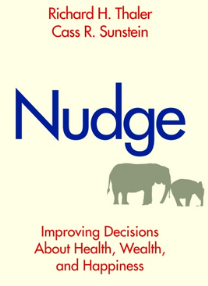 Richard H. Thaler
Cass R. Sunstein
Nudge
Improving Decisions
About Health, Wealth,
and Happiness